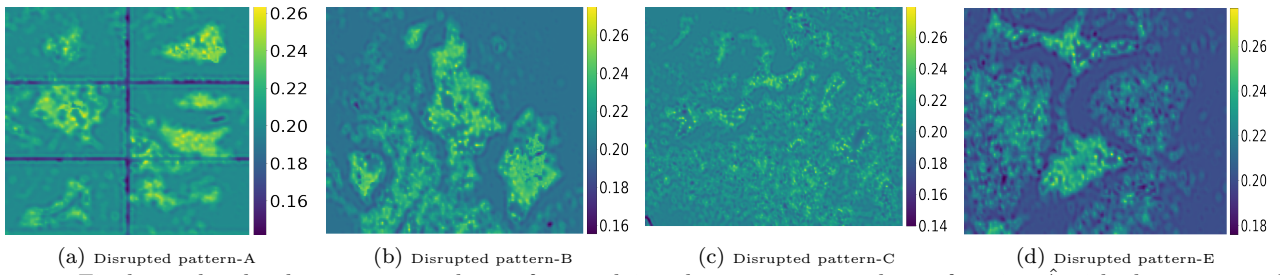 0.26 0.24 0.22 0.20 0.18 0.16
0.26 0.24 0.22 0.20 0.18 0.16
0.26 0.24 0.22 0.20 0.18 0.16 0.14
0.26 0.24 0.22 0.20 0.18
(a) Disrupted pattern-A
(b) Disrupted pattern-B
(c) Disrupted pattern-C
(d) Disrupted pattern-E